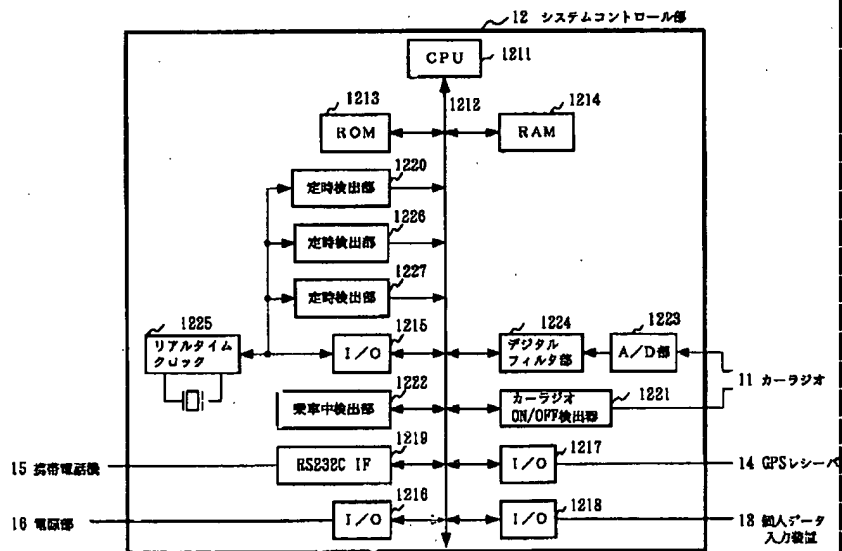 12 システムコントロール部
CPU 1211
1212
1213
ROM
1214
RAM
1220
定時検出部
1226
定時検出部
1227
定時検出部
1225
リアルタイム
クロック
1215
I/O
1224
デジタル
フィルタ部
1223
A/D部
11 カーラジオ
1222
乗車中検出部
カーラジオ
ON/OFF検出器
1221
15 携帯電話機
1219
RS232C IF
1217
I/O
14 GPSレシーバ
16 電源部
1216
I/O
1218
I/O
13 個人データ
入力装置